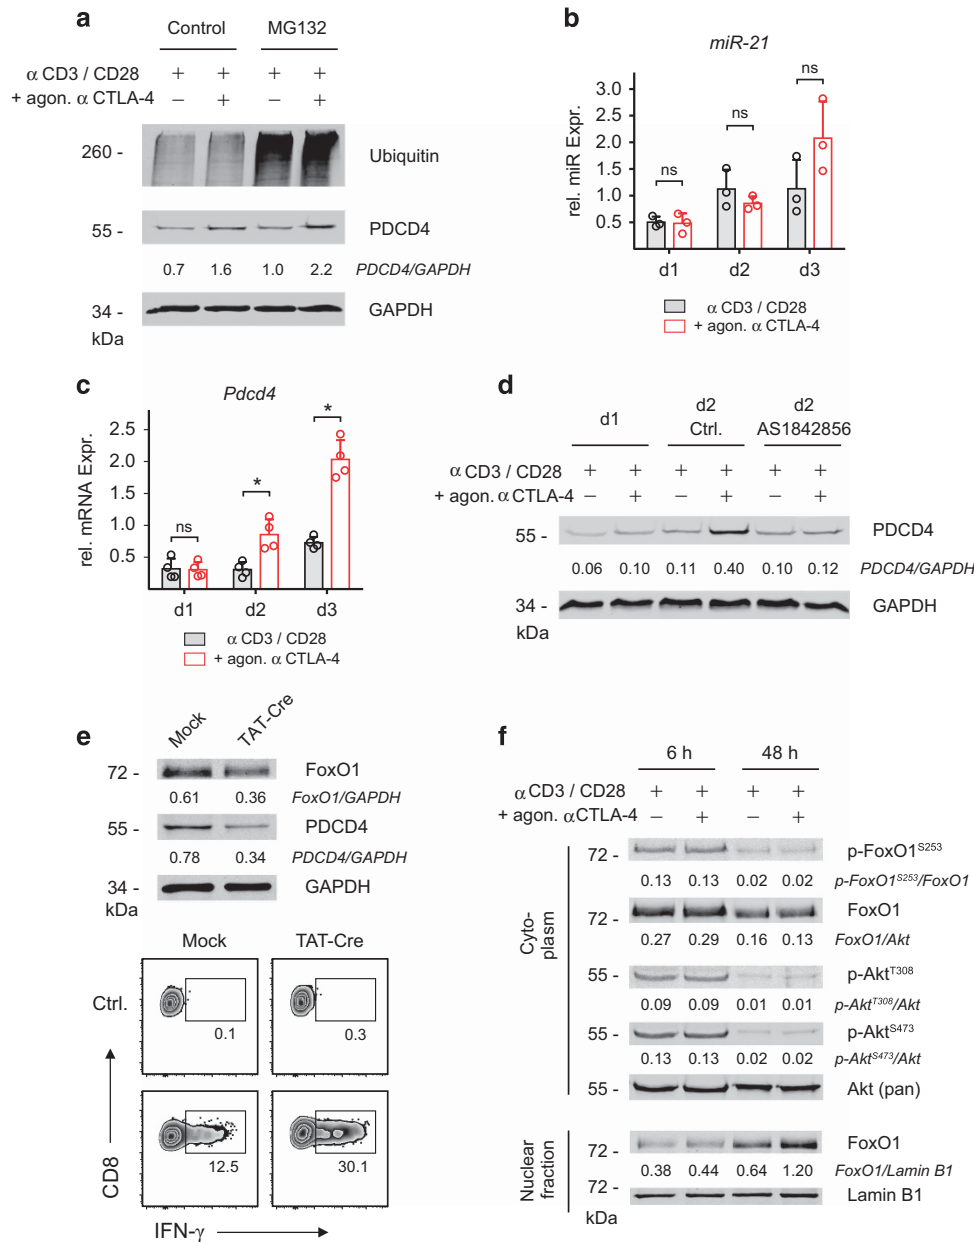 a
Control MG132
α CD3 / CD28 + + + +
+ agon. α CTLA-4 − + − +
260 - Ubiquitin
55 - PDCD4
0.7 1.6 1.0 2.2 PDCD4/GAPDH
34 - GAPDH
kDa
b
miR-21
rel. miR Expr.
3.0
2.5
2.0
1.5
1.0
0.5
ns
ns
ns
d1 d2 d3
α CD3 / CD28
+ agon. α CTLA-4
c
Pdcd4
rel. mRNA Expr.
2.5
2.0
1.5
1.0
0.5
ns
*
*
d1 d2 d3
α CD3 / CD28
+ agon. α CTLA-4
d
d1 d2 d2
Ctrl. AS1842856
α CD3 / CD28 + + + + + +
+ agon. α CTLA-4 − + − + − +
55 - PDCD4
0.06 0.10 0.11 0.40 0.10 0.12 PDCD4/GAPDH
34 - GAPDH
kDa
e
Mock TAT-Cre
72 - FoxO1
0.61 0.36 FoxO1/GAPDH
55 - PDCD4
0.78 0.34 PDCD4/GAPDH
34 - GAPDH
kDa
Mock TAT-Cre
Ctrl.
0.1 0.3
12.5 30.1
CD8
IFN-γ
f
6 h 48 h
α CD3 / CD28 + + + +
+ agon. αCTLA-4 − + − +
Cyto-
plasm
72 - p-FoxO1S253
0.13 0.13 0.02 0.02 p-FoxO1S253/FoxO1
72 - FoxO1
0.27 0.29 0.16 0.13 FoxO1/Akt
55 - p-AktT308
0.09 0.09 0.01 0.01 p-AktT308/Akt
55 - p-AktS473
0.13 0.13 0.02 0.02 p-AktS473/Akt
55 - Akt (pan)
Nuclear
fraction
72 - FoxO1
0.38 0.44 0.64 1.20 FoxO1/Lamin B1
72 - Lamin B1
kDa